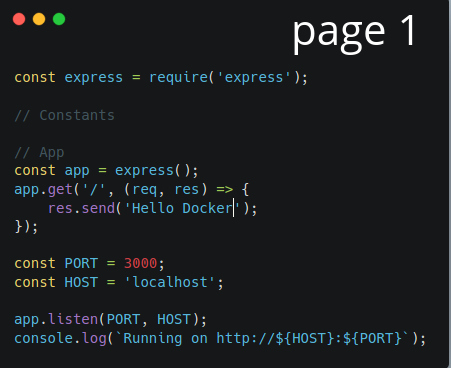 page 1
const express = require('express');
// Constants
// App
const app = express();
app.get('/', (req, res) => {
    res.send('Hello Docker');
});
const PORT = 3000;
const HOST = 'localhost';
app.listen(PORT, HOST);
console.log(`Running on http://${HOST}:${PORT}`);